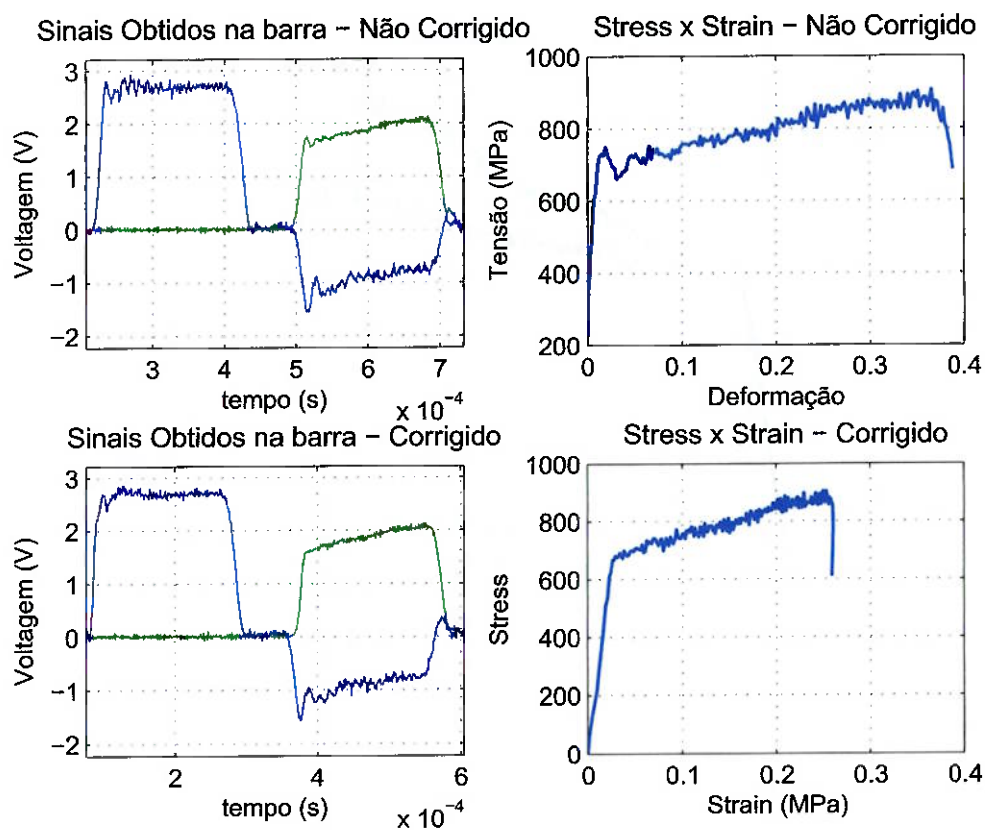 Sinais Obtidos na barra – Não Corrigido
3
2
1
0
−1
−2
Voltagem (V)
3 4 5 6 7
tempo (s)
x 10⁻⁴
Stress x Strain – Não Corrigido
1000
800
600
400
200
Tensão (MPa)
0 0.1 0.2 0.3 0.4
Deformação
Sinais Obtidos na barra – Corrigido
3
2
1
0
−1
−2
Voltagem (V)
2 4 6
tempo (s)
x 10⁻⁴
Stress x Strain – Corrigido
1000
800
600
400
200
0
Stress
0 0.1 0.2 0.3 0.4
Strain (MPa)